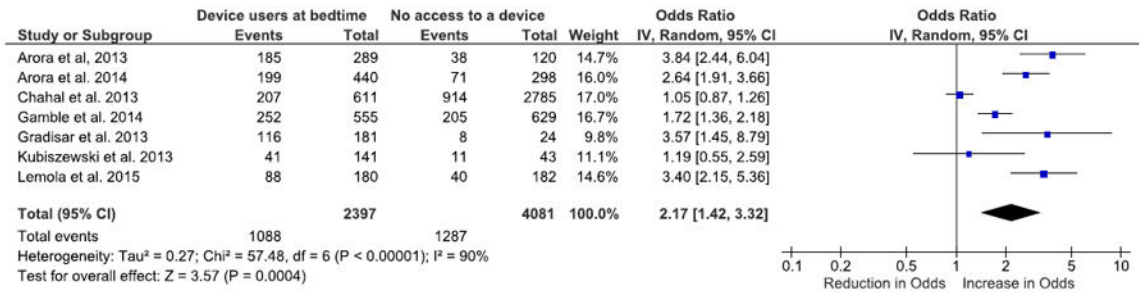 Device users at bedtime No access to a device Odds Ratio Odds Ratio
Study or Subgroup Events Total Events Total Weight IV, Random, 95% CI IV, Random, 95% CI
Arora et al, 2013 185 289 38 120 14.7% 3.84 [2.44, 6.04]
Arora et al. 2014 199 440 71 298 16.0% 2.64 [1.91, 3.66]
Chahal et al. 2013 207 611 914 2785 17.0% 1.05 [0.87, 1.26]
Gamble et al. 2014 252 555 205 629 16.7% 1.72 [1.36, 2.18]
Gradisar et al. 2013 116 181 8 24 9.8% 3.57 [1.45, 8.79]
Kubiszewski et al. 2013 41 141 11 43 11.1% 1.19 [0.55, 2.59]
Lemola et al. 2015 88 180 40 182 14.6% 3.40 [2.15, 5.36]
Total (95% CI) 2397 4081 100.0% 2.17 [1.42, 3.32]
Total events 1088 1287
Heterogeneity: Tau² = 0.27; Chi² = 57.48, df = 6 (P < 0.00001); I² = 90%
Test for overall effect: Z = 3.57 (P = 0.0004)
0.1 0.2 0.5 1 2 5 10
Reduction in Odds Increase in Odds